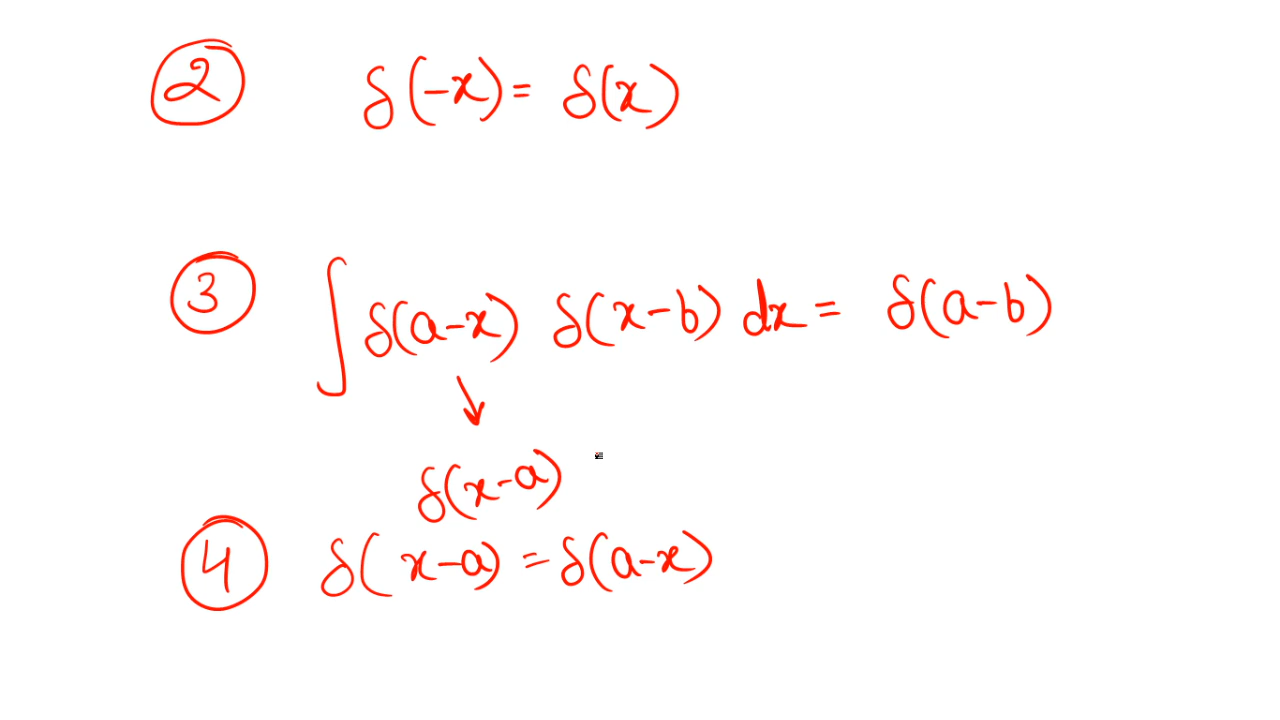 ② δ(-x) = δ(x)
③ ∫ δ(a-x) δ(x-b) dx = δ(a-b)
↓
δ(x-a)
④ δ(x-a) = δ(a-x)